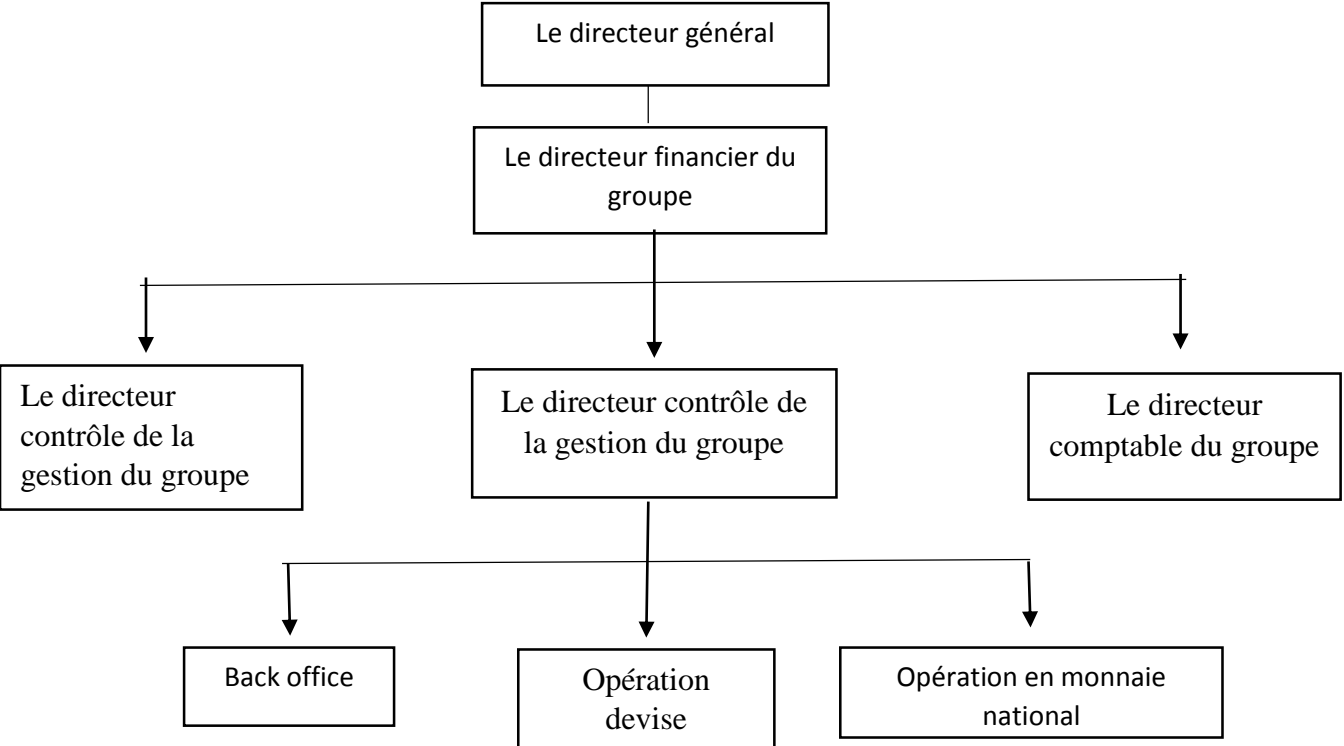 Le directeur général
Le directeur financier du
groupe
Le directeur
contrôle de la
gestion du groupe
Le directeur contrôle de
la gestion du groupe
Le directeur
comptable du groupe
Back office
Opération
devise
Opération en monnaie
national